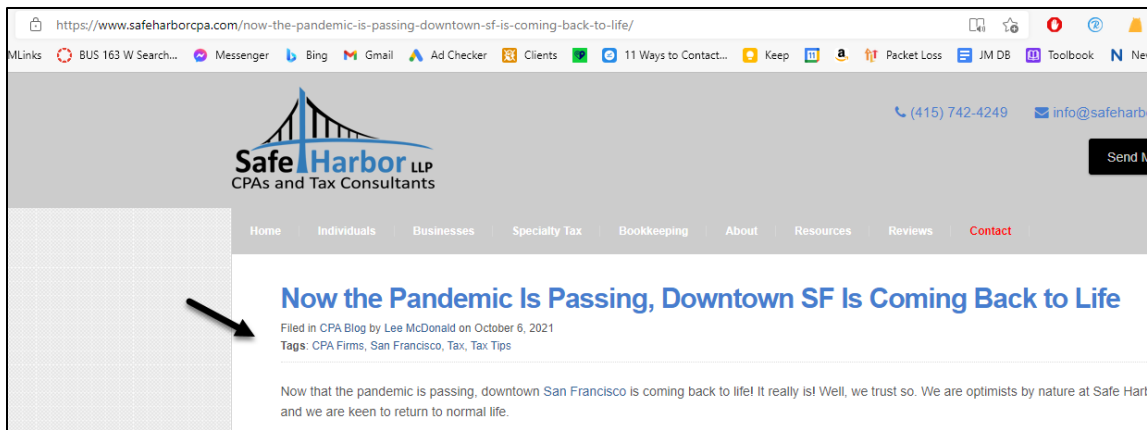 https://www.safeharborcpa.com/now-the-pandemic-is-passing-downtown-sf-is-coming-back-to-life/
MLinks BUS 163 W Search... Messenger Bing Gmail Ad Checker Clients 11 Ways to Contact... Keep 11 a Packet Loss JM DB Toolbook N
(415) 742-4249 info@safeharb
Safe Harbor LLP
CPAs and Tax Consultants
Send
Home Individuals Businesses Specialty Tax Bookkeeping About Resources Reviews Contact
Now the Pandemic Is Passing, Downtown SF Is Coming Back to Life
Filed in CPA Blog by Lee McDonald on October 6, 2021
Tags: CPA Firms, San Francisco, Tax, Tax Tips
Now that the pandemic is passing, downtown San Francisco is coming back to life! It really is! Well, we trust so. We are optimists by nature at Safe Har
and we are keen to return to normal life.